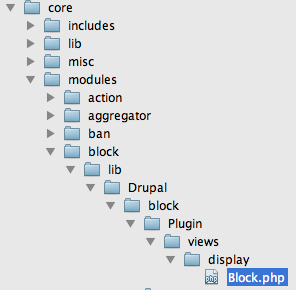 core
includes
lib
misc
modules
action
aggregator
ban
block
lib
Drupal
block
Plugin
views
display
Block.php